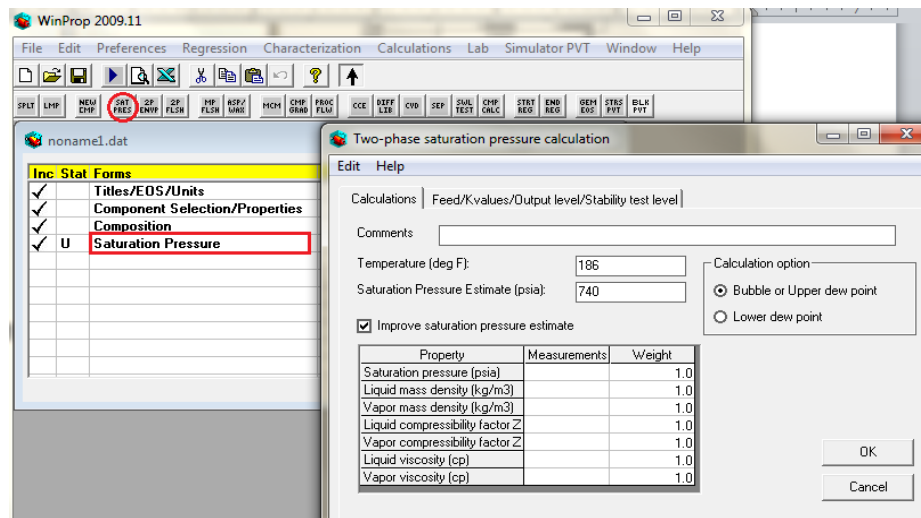 WinProp 2009.11
File Edit Preferences Regression Characterization Calculations Lab Simulator PVT Window Help
SPLT LMP NEW CMP SAT PRES 2P ENVP 2P FLSH MP FLSH ASP/ WAX MCM CMP GRAD PROC FLW CCE DIFF LIB CVD SEP SWL TEST CMP CALC STRT REG END REG GEM EOS STRS PVT BLK PVT
noname1.dat
Inc Stat Forms
Titles/EOS/Units
Component Selection/Properties
Composition
U Saturation Pressure
Two-phase saturation pressure calculation
Edit Help
Calculations Feed/Kvalues/Output level/Stability test level
Comments
Temperature (deg F): 186
Saturation Pressure Estimate (psia): 740
Improve saturation pressure estimate
Calculation option
Bubble or Upper dew point
Lower dew point
Property Measurements Weight
Saturation pressure (psia) 1.0
Liquid mass density (kg/m3) 1.0
Vapor mass density (kg/m3) 1.0
Liquid compressibility factor Z 1.0
Vapor compressibility factor Z 1.0
Liquid viscosity (cp) 1.0
Vapor viscosity (cp) 1.0
OK
Cancel